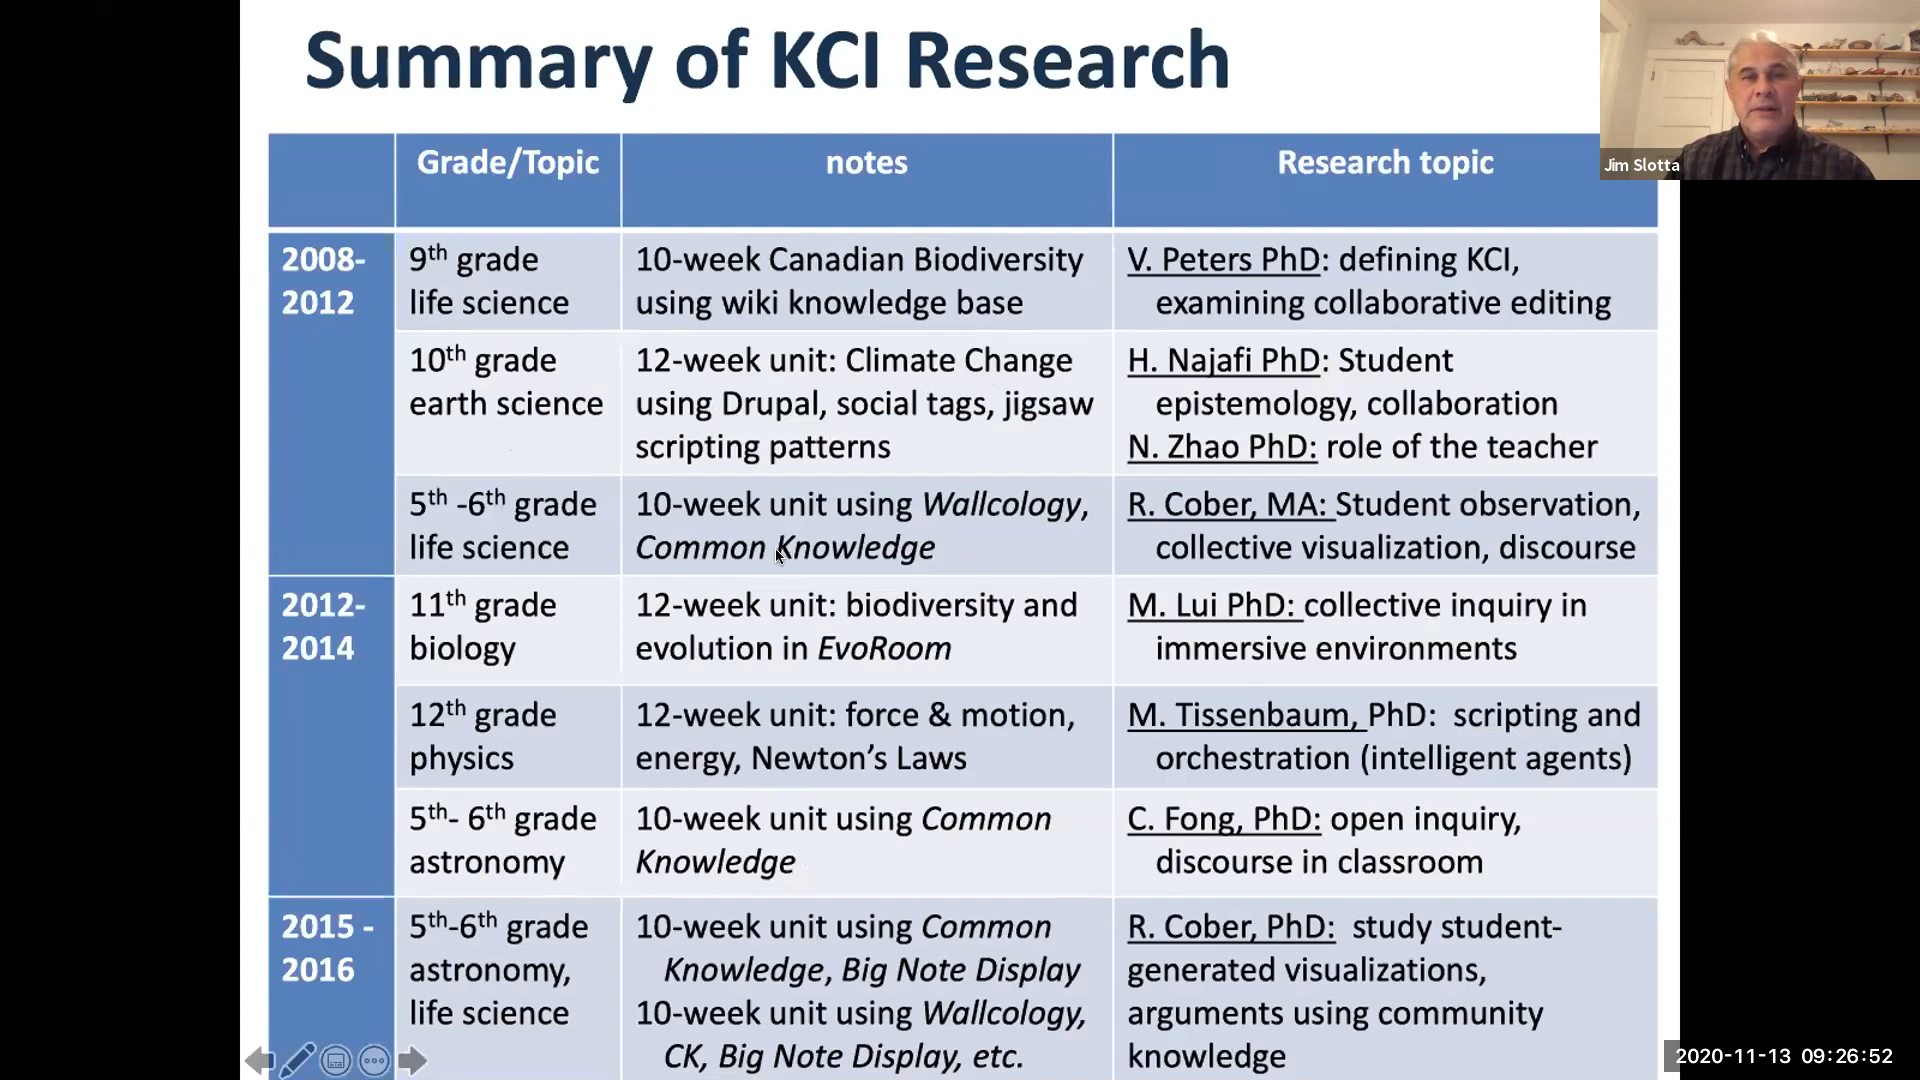 Summary of KCI Research
Jim Slotta
Grade/Topic
notes
Research topic
2008-
2012
9th grade
life science
10-week Canadian Biodiversity
using wiki knowledge base
V. Peters PhD: defining KCI,
examining collaborative editing
10th grade
earth science
12-week unit: Climate Change
using Drupal, social tags, jigsaw
scripting patterns
H. Najafi PhD: Student
epistemology, collaboration
N. Zhao PhD: role of the teacher
5th -6th grade
life science
10-week unit using Wallcology,
Common Knowledge
R. Cober, MA: Student observation,
collective visualization, discourse
2012-
2014
11th grade
biology
12-week unit: biodiversity and
evolution in EvoRoom
M. Lui PhD: collective inquiry in
immersive environments
12th grade
physics
12-week unit: force & motion,
energy, Newton’s Laws
M. Tissenbaum, PhD: scripting and
orchestration (intelligent agents)
5th- 6th grade
astronomy
10-week unit using Common
Knowledge
C. Fong, PhD: open inquiry,
discourse in classroom
2015 -
2016
5th-6th grade
astronomy,
life science
10-week unit using Common
Knowledge, Big Note Display
10-week unit using Wallcology,
CK, Big Note Display, etc.
R. Cober, PhD: study student-
generated visualizations,
arguments using community
knowledge
2020-11-13 09:26:52